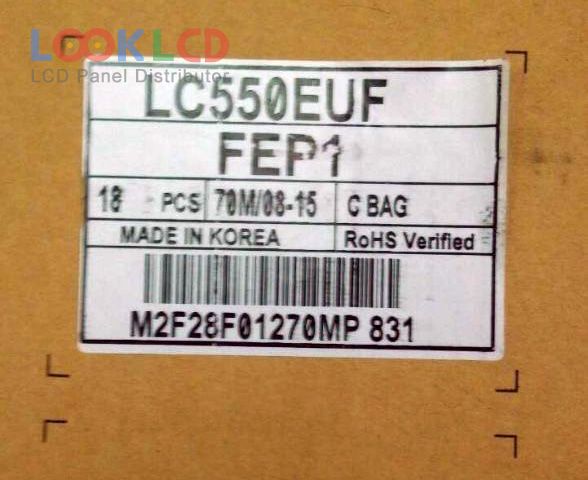 LOOKLCD
LCD Panel Distributor
LC550EUF
FEP1
18 PCS 70M/08-15 C BAG
MADE IN KOREA RoHS Verified
M2F28F01270MP 831